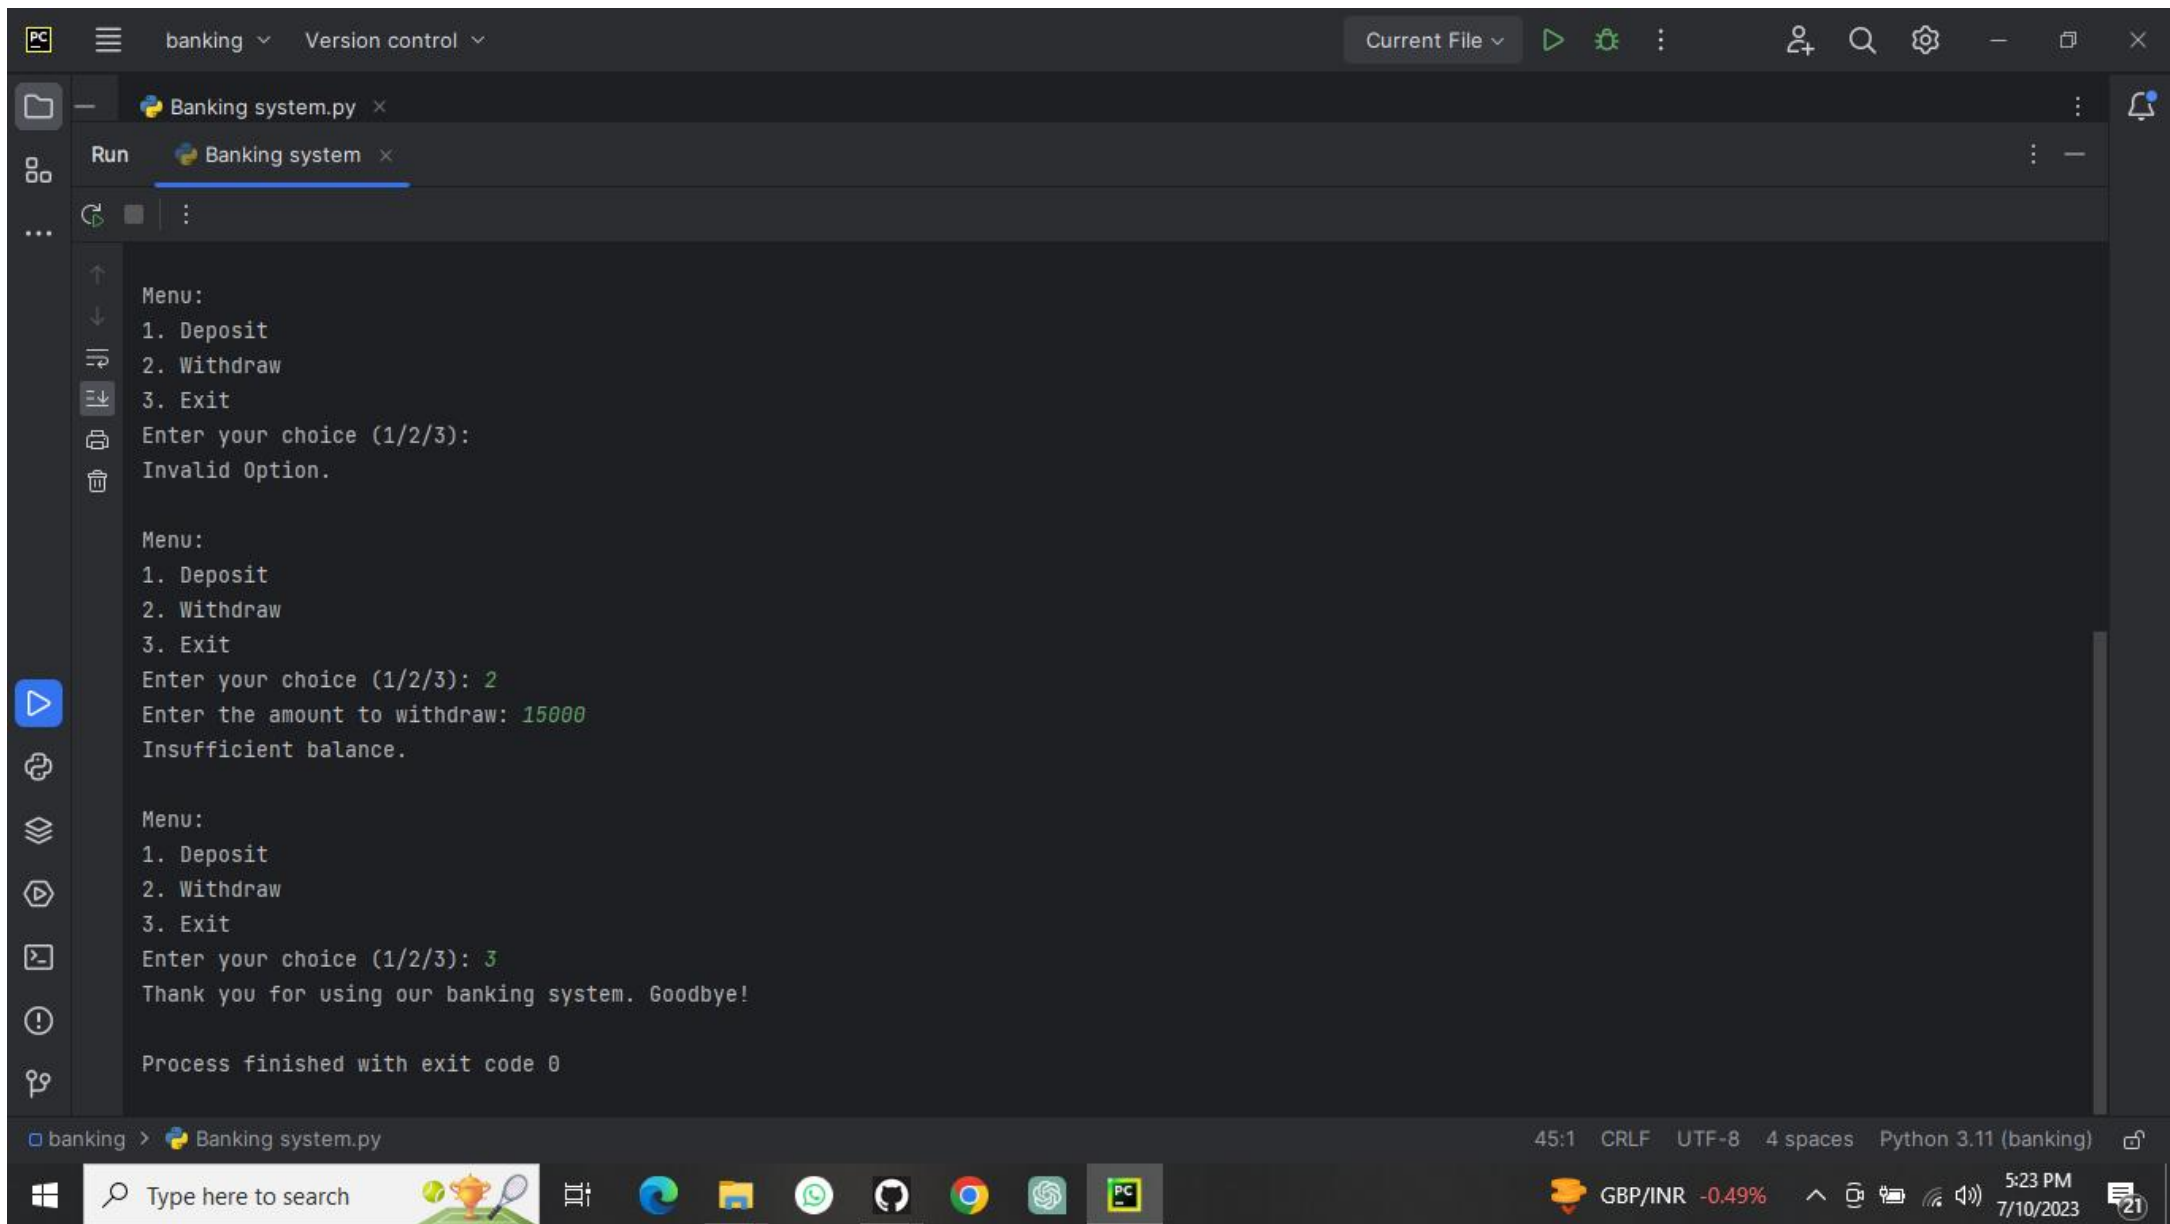 PC banking Version control Current File
Banking system.py
Run Banking system
Menu:
1. Deposit
2. Withdraw
3. Exit
Enter your choice (1/2/3):
Invalid Option.
Menu:
1. Deposit
2. Withdraw
3. Exit
Enter your choice (1/2/3): 2
Enter the amount to withdraw: 15000
Insufficient balance.
Menu:
1. Deposit
2. Withdraw
3. Exit
Enter your choice (1/2/3): 3
Thank you for using our banking system. Goodbye!
Process finished with exit code 0
banking > Banking system.py 45:1 CRLF UTF-8 4 spaces Python 3.11 (banking)
Type here to search PC GBP/INR -0.49% 5:23 PM
7/10/2023 21